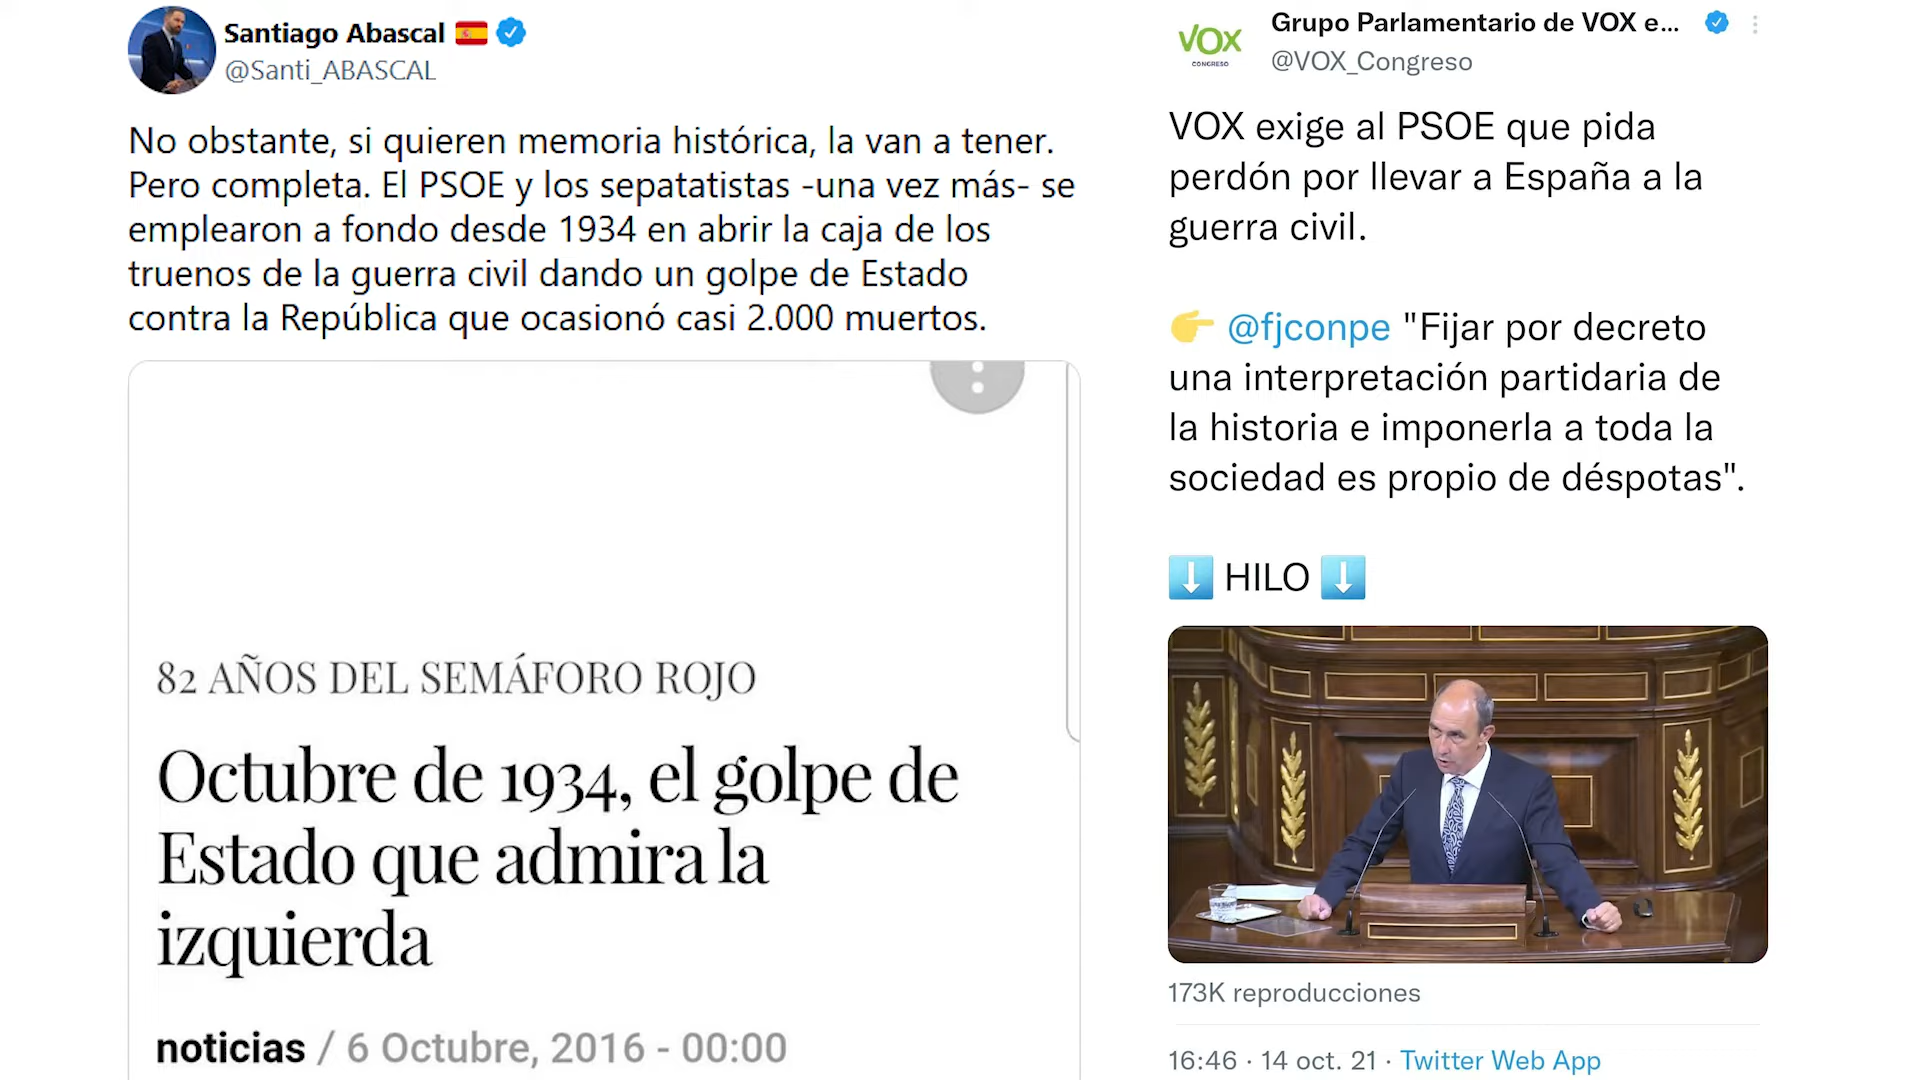 Santiago Abascal
@Santi_ABASCAL
No obstante, si quieren memoria histórica, la van a tener.
Pero completa. El PSOE y los sepatatistas -una vez más- se
emplearon a fondo desde 1934 en abrir la caja de los
truenos de la guerra civil dando un golpe de Estado
contra la República que ocasionó casi 2.000 muertos.
82 AÑOS DEL SEMÁFORO ROJO
Octubre de 1934, el golpe de
Estado que admira la
izquierda
noticias / 6 Octubre, 2016 - 00:00
VOX
CONGRESO
Grupo Parlamentario de VOX e...
@VOX_Congreso
VOX exige al PSOE que pida
perdón por llevar a España a la
guerra civil.
👉 @fjconpe "Fijar por decreto
una interpretación partidaria de
la historia e imponerla a toda la
sociedad es propio de déspotas".
⬇️ HILO ⬇️
173K reproducciones
16:46 · 14 oct. 21 · Twitter Web App